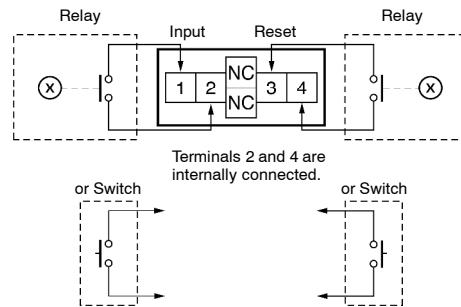 Relay
Relay
Input
Reset
X
1
2
NC
NC
3
4
X
Terminals 2 and 4 are
internally connected.
or Switch
or Switch